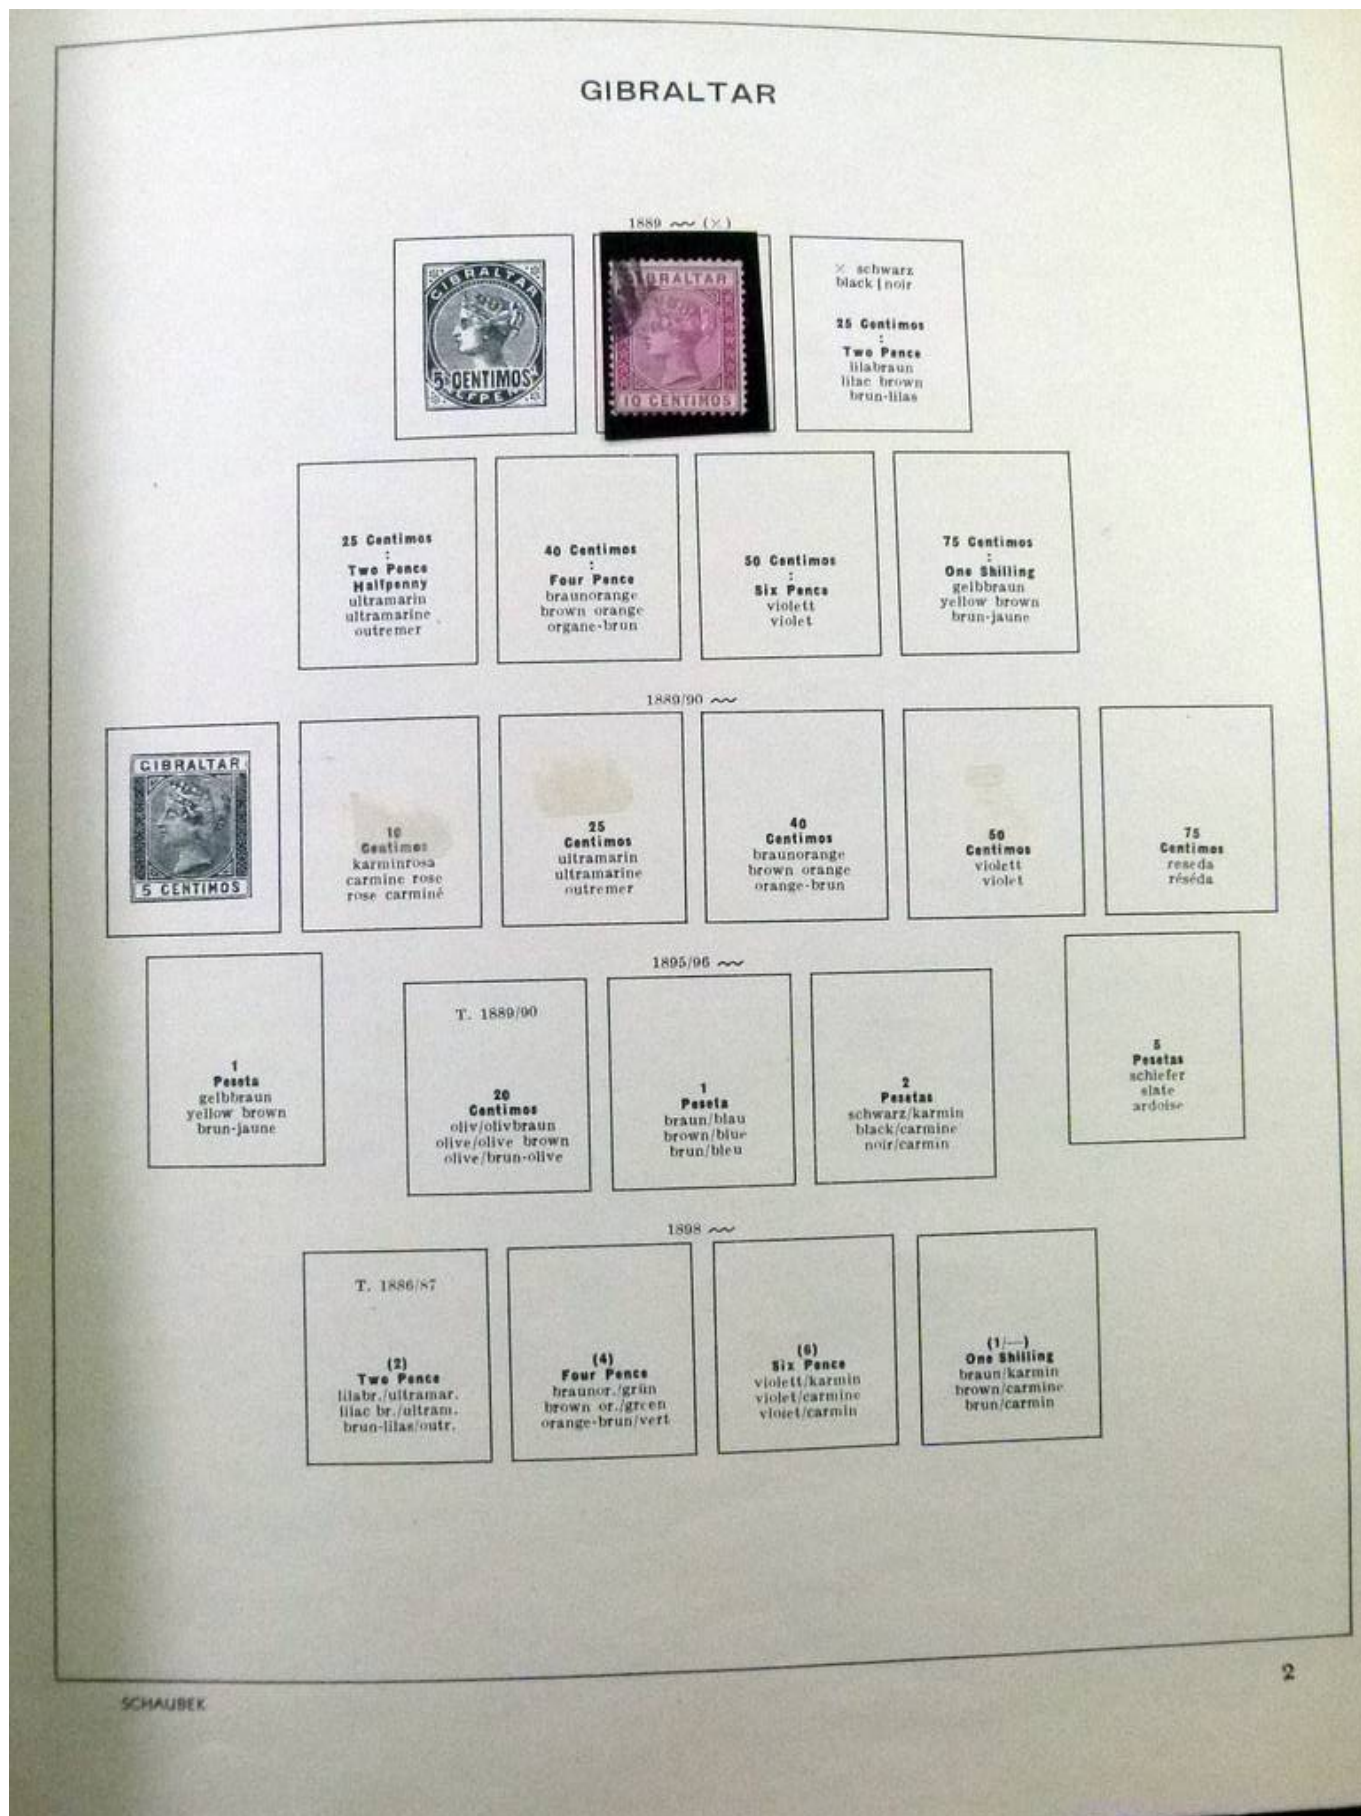 GIBRALTAR
1889 (×)
GIBRALTAR
5 CENTIMOS
GIBRALTAR
10 CENTIMOS
× schwarz
black | noir
25 Centimos
:
Two Pence
lilabraun
lilac brown
brun-lilas
25 Centimos
:
Two Pence
Halfpenny
ultramarin
ultramarine
outremer
40 Centimos
:
Four Pence
braunorange
brown orange
organe-brun
50 Centimos
:
Six Pence
violett
violet
75 Centimos
:
One Shilling
gelbbraun
yellow brown
brun-jaune
1889/90
GIBRALTAR
5 CENTIMOS
10
Centimos
karminrosa
carmine rose
rose carminé
25
Centimos
ultramarin
ultramarine
outremer
40
Centimos
braunorange
brown orange
orange-brun
50
Centimos
violett
violet
75
Centimos
reseda
réséda
1
Peseta
gelbbraun
yellow brown
brun-jaune
1895/96
T. 1889/90
20
Centimos
oliv/olivbraun
olive/olive brown
olive/brun-olive
1
Peseta
braun/blau
brown/blue
brun/bleu
2
Pesetas
schwarz/karmin
black/carmine
noir/carmin
5
Pesetas
schiefer
slate
ardoise
1898
T. 1886/87
(2)
Two Pence
lilabr./ultramar.
lilac br./ultram.
brun-lilas/outr.
(4)
Four Pence
braunor./grün
brown or./green
orange-brun/vert
(6)
Six Pence
violett/karmin
violet/carmine
violet/carmin
(1/—)
One Shilling
braun/karmin
brown/carmine
brun/carmin
2
SCHAUBEK